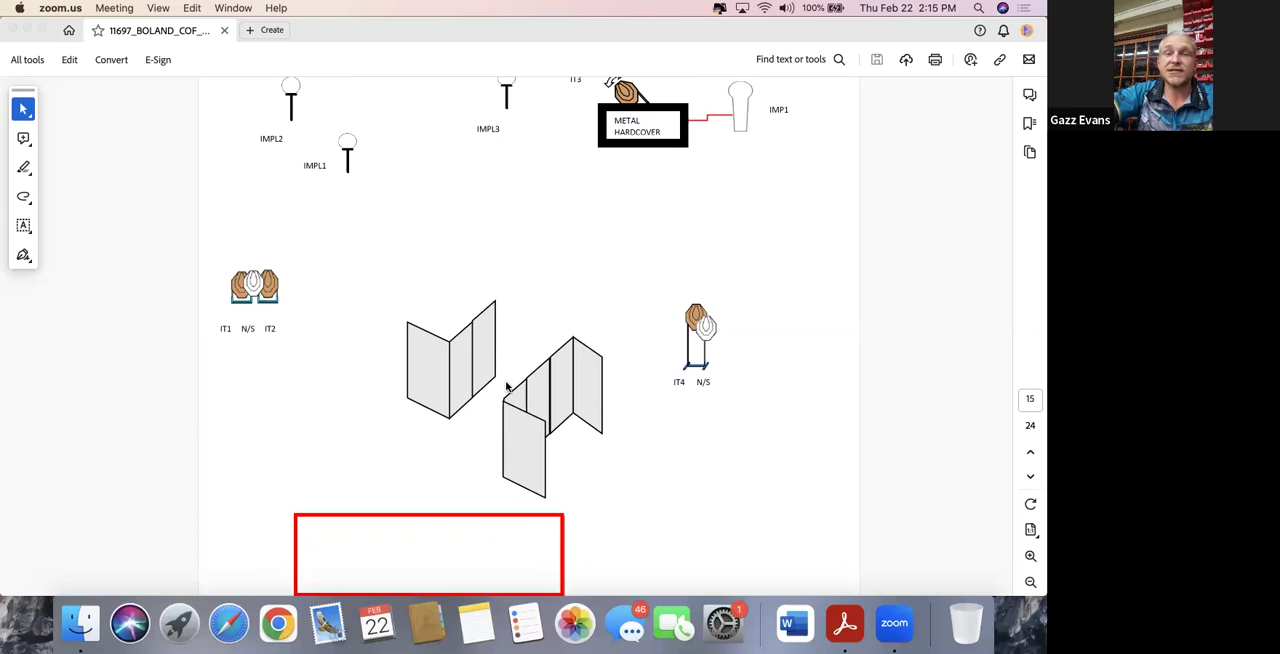 zoom.us Meeting View Edit Window Help 100% Thu Feb 22 2:15 PM
11697_BOLAND_COF_... Create
All tools Edit Convert E-Sign Find text or tools
IT3
METAL
HARDCOVER
IMP1
IMPL3
IMPL2
IMPL1
Gazz Evans
IT1 N/S IT2
IT4 N/S
15
24
FEB
22
46
1
zoom